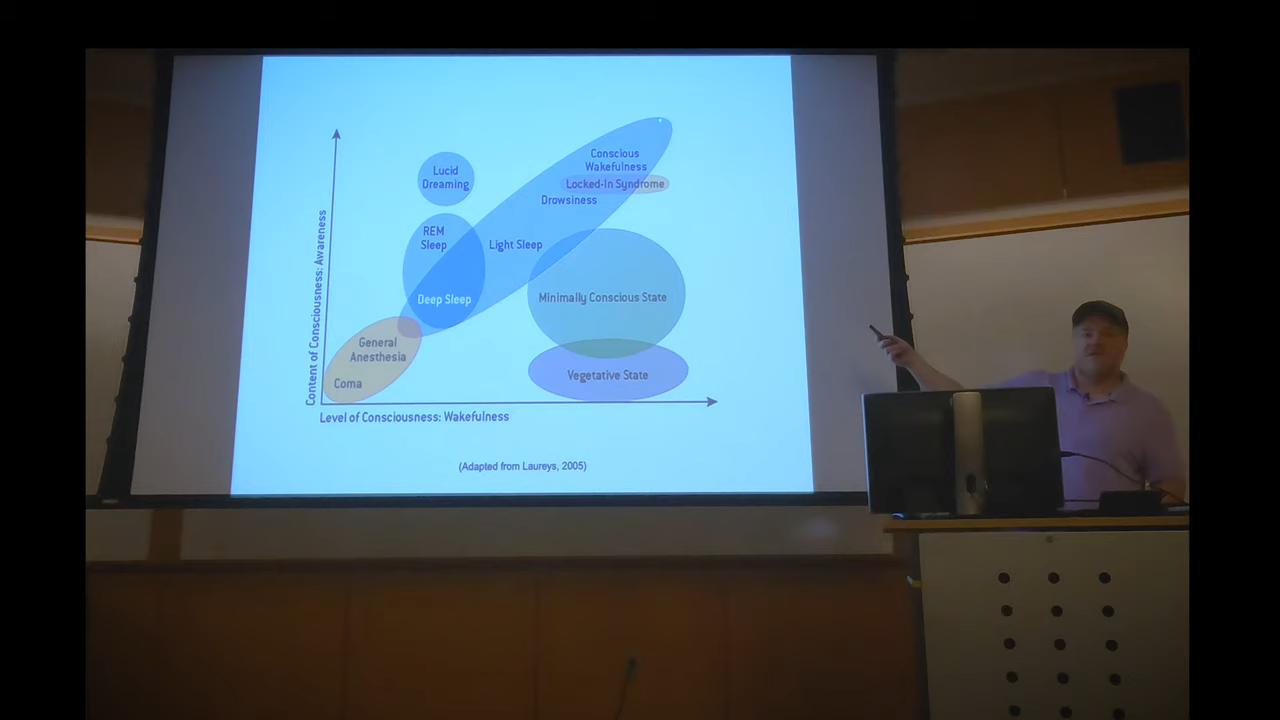 Conscious
Wakefulness
Lucid
Dreaming
Locked-In Syndrome
Drowsiness
REM
Sleep
Light Sleep
Deep Sleep
Minimally Conscious State
General
Anesthesia
Coma
Vegetative State
Content of Consciousness: Awareness
Level of Consciousness: Wakefulness
(Adapted from Laureys, 2005)